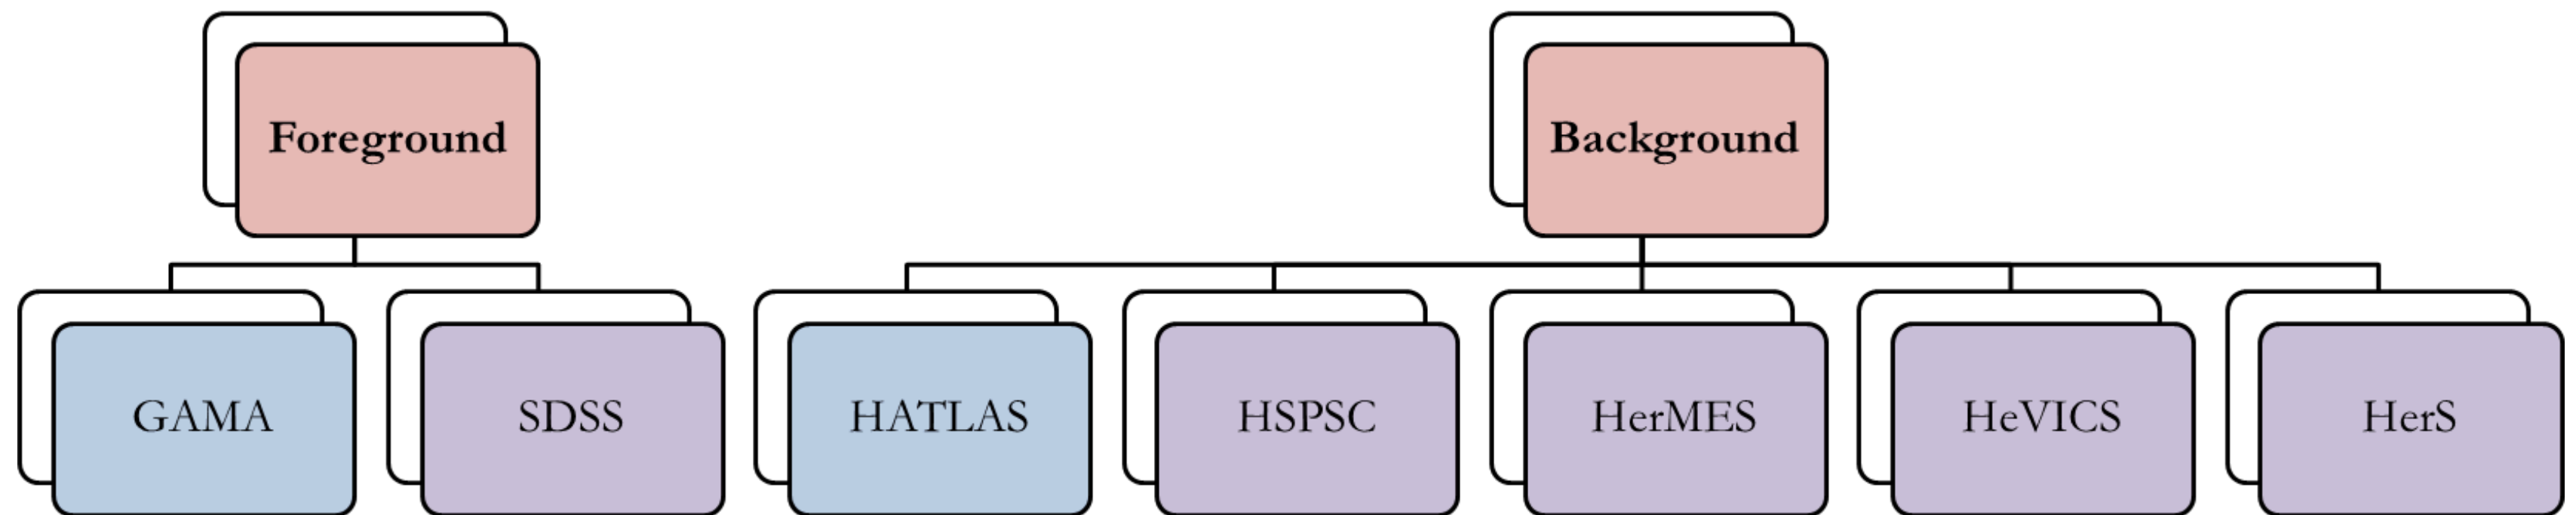 Foreground
Background
GAMA
SDSS
HATLAS
HSPSC
HerMES
HeVICS
HerS